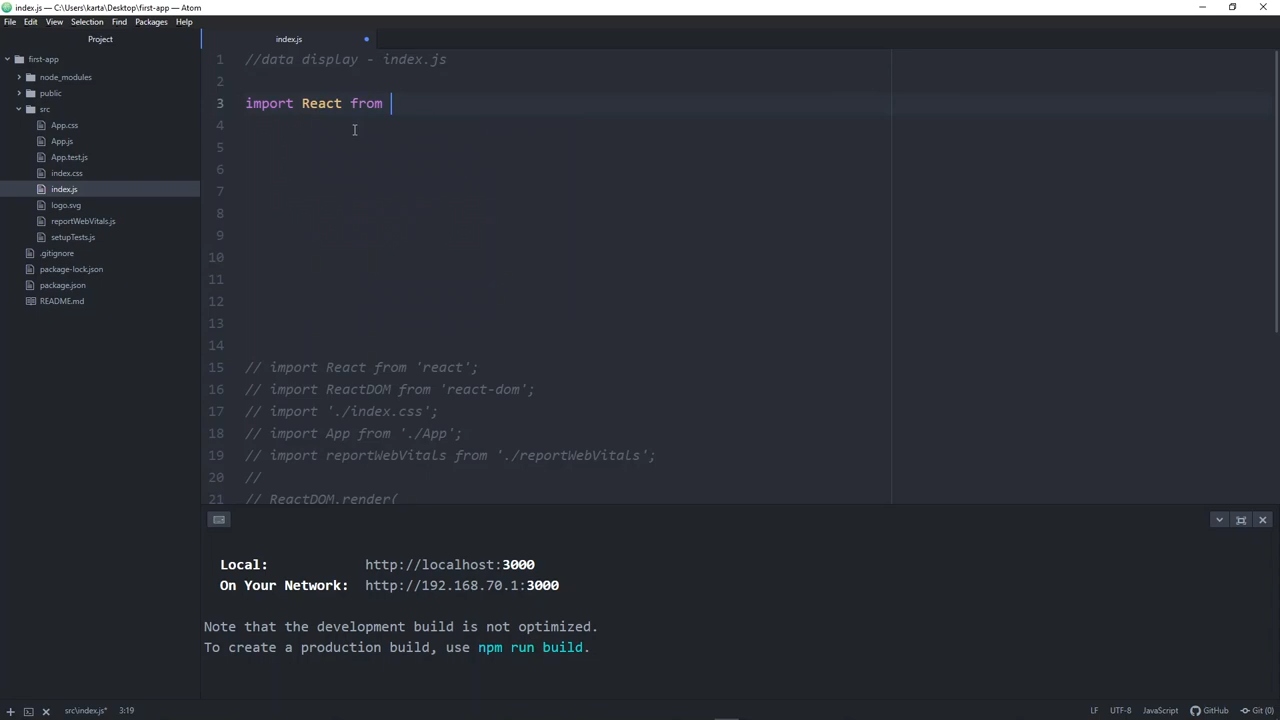 index.js — C:\Users\karta\Desktop\first-app — Atom
File Edit View Selection Find Packages Help
Project
index.js
first-app
node_modules
public
src
App.css
App.js
App.test.js
index.css
index.js
logo.svg
reportWebVitals.js
setupTests.js
.gitignore
package-lock.json
package.json
README.md
1 //data display - index.js
2
3 import React from
4
5
6
7
8
9
10
11
12
13
14
15 // import React from 'react';
16 // import ReactDOM from 'react-dom';
17 // import './index.css';
18 // import App from './App';
19 // import reportWebVitals from './reportWebVitals';
20 //
21 // ReactDOM.render(
Local: http://localhost:3000
On Your Network: http://192.168.70.1:3000
Note that the development build is not optimized.
To create a production build, use npm run build.
src\index.js* 3:19 LF UTF-8 JavaScript GitHub Git (0)